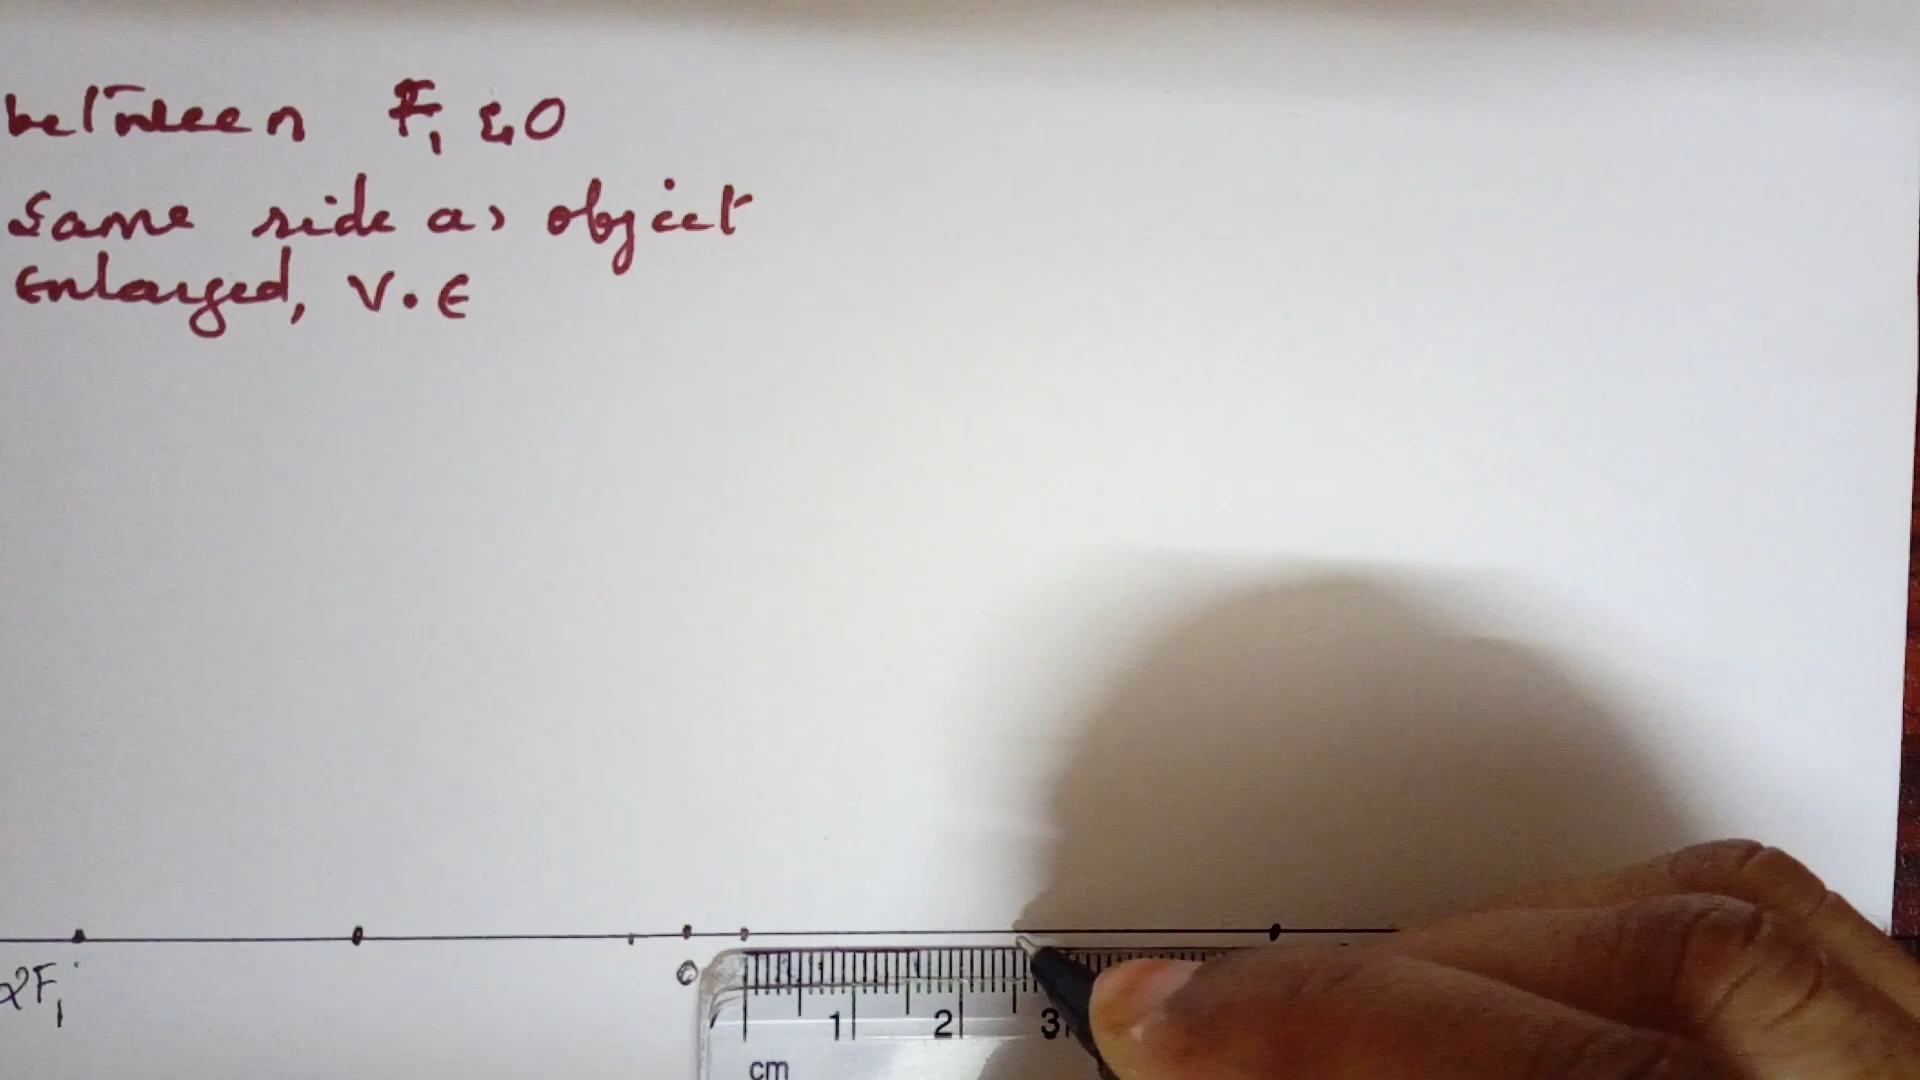 between F₁ & O
Same side as object
Enlarged, V.E
2F₁
O
1 2 3
cm